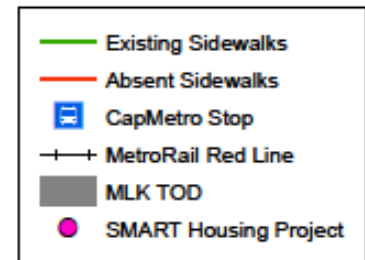 Existing Sidewalks
Absent Sidewalks
CapMetro Stop
MetroRail Red Line
MLK TOD
SMART Housing Project